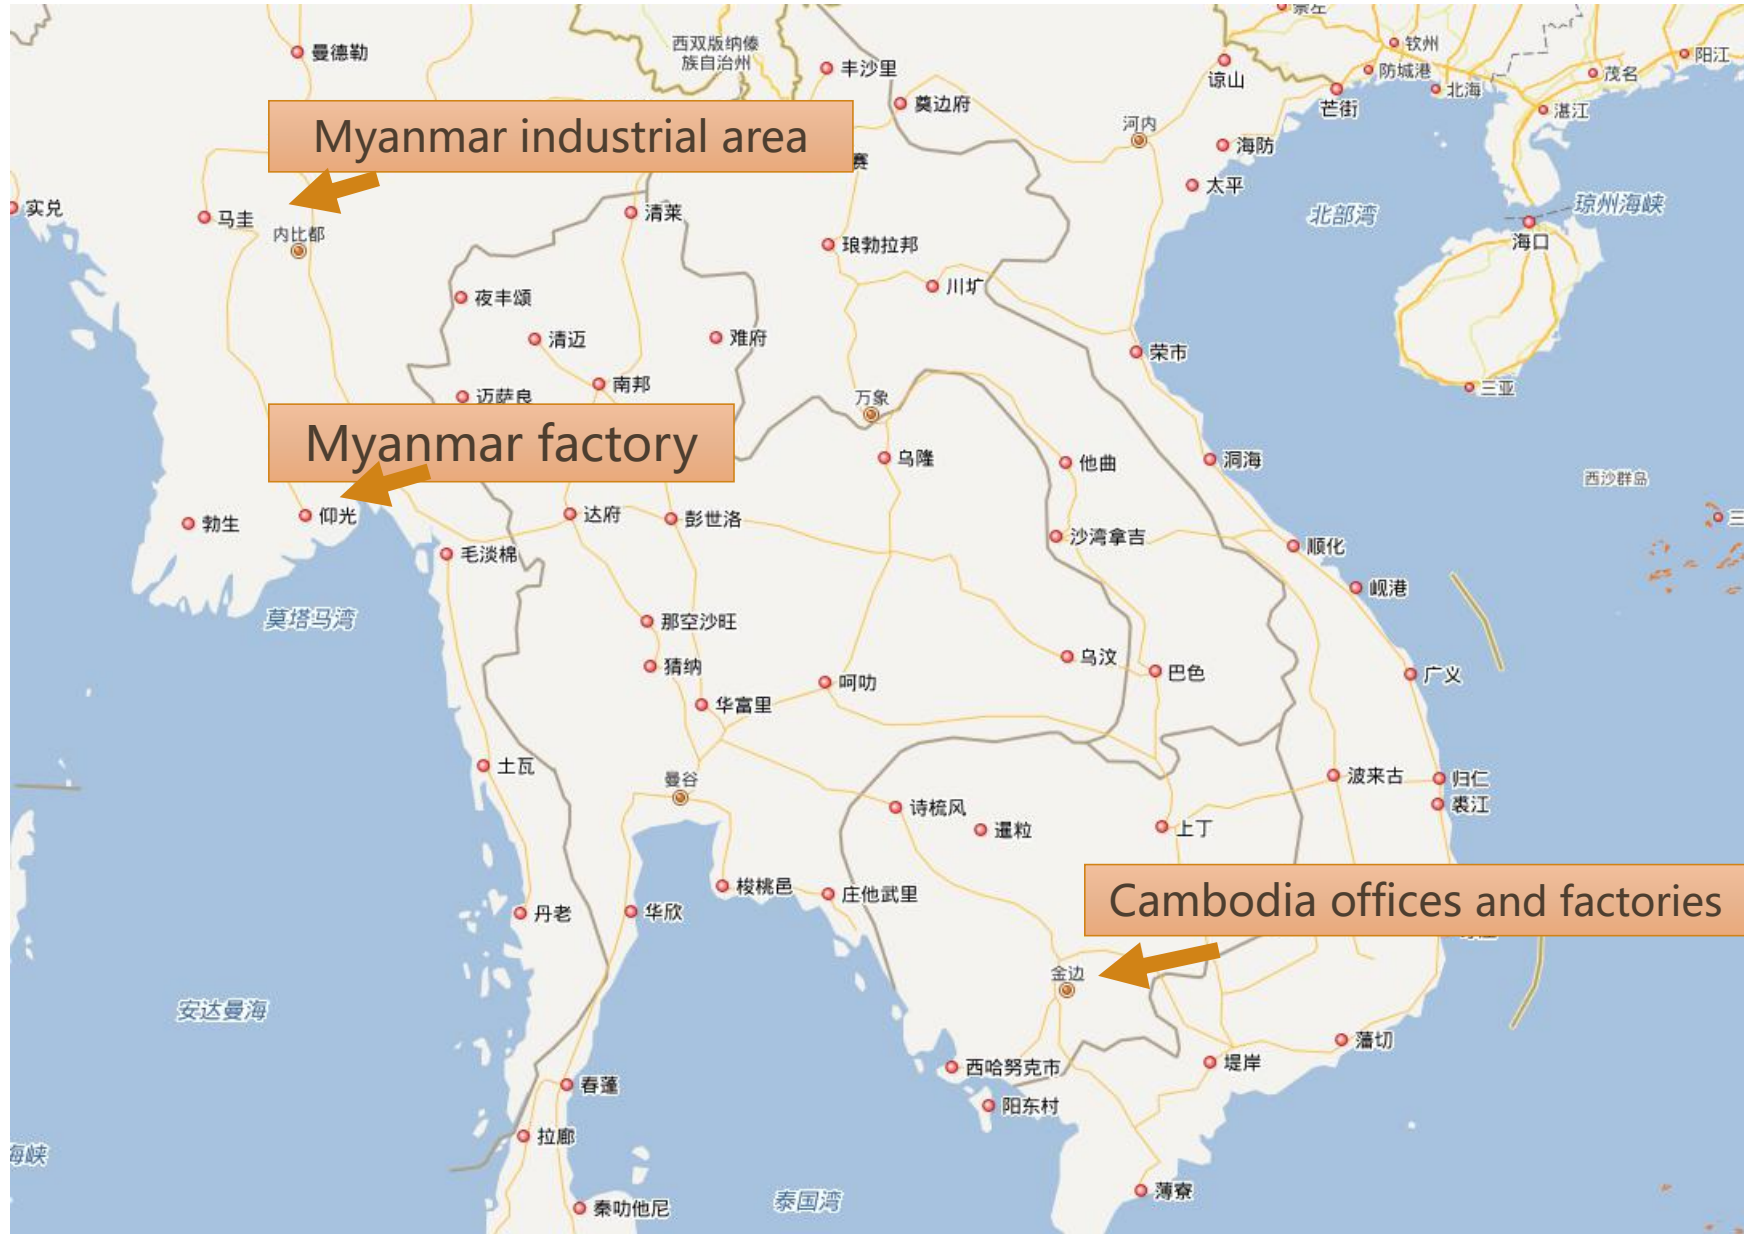 崇左
西双版纳傣
族自治州
曼德勒
丰沙里
谅山
钦州
防城港
北海
茂名
阳江
湛江
芒街
奠边府
河内
海防
Myanmar industrial area
赛
太平
实兑
马圭
内比都
清莱
琅勃拉邦
北部湾
琼州海峡
海口
川圹
夜丰颂
清迈
难府
荣市
南邦
迈萨良
万象
三亚
Myanmar factory
乌隆
他曲
洞海
西沙群岛
勃生
仰光
达府
彭世洛
沙湾拿吉
顺化
三
毛淡棉
岘港
莫塔马湾
那空沙旺
猜纳
呵叻
乌汶
巴色
广义
华富里
土瓦
曼谷
波来古
归仁
诗梳风
暹粒
上丁
裘江
梭桃邑
庄他武里
Cambodia offices and factories
丹老
华欣
金边
安达曼海
西哈努克市
堤岸
藩切
春蓬
阳东村
拉廊
海峡
泰国湾
薄寮
素叻他尼